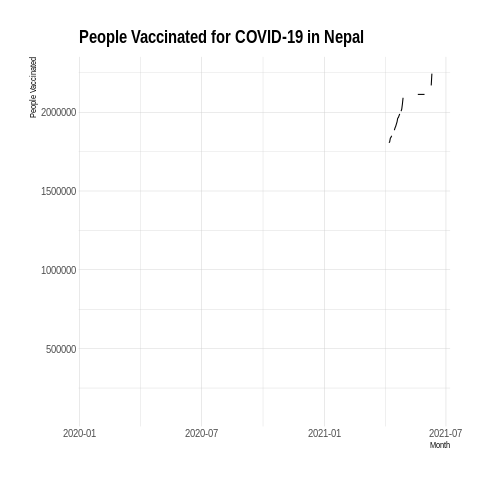 People Vaccinated for COVID-19 in Nepal
People Vaccinated
2000000
1500000
1000000
500000
2020-01
2020-07
2021-01
2021-07
Month